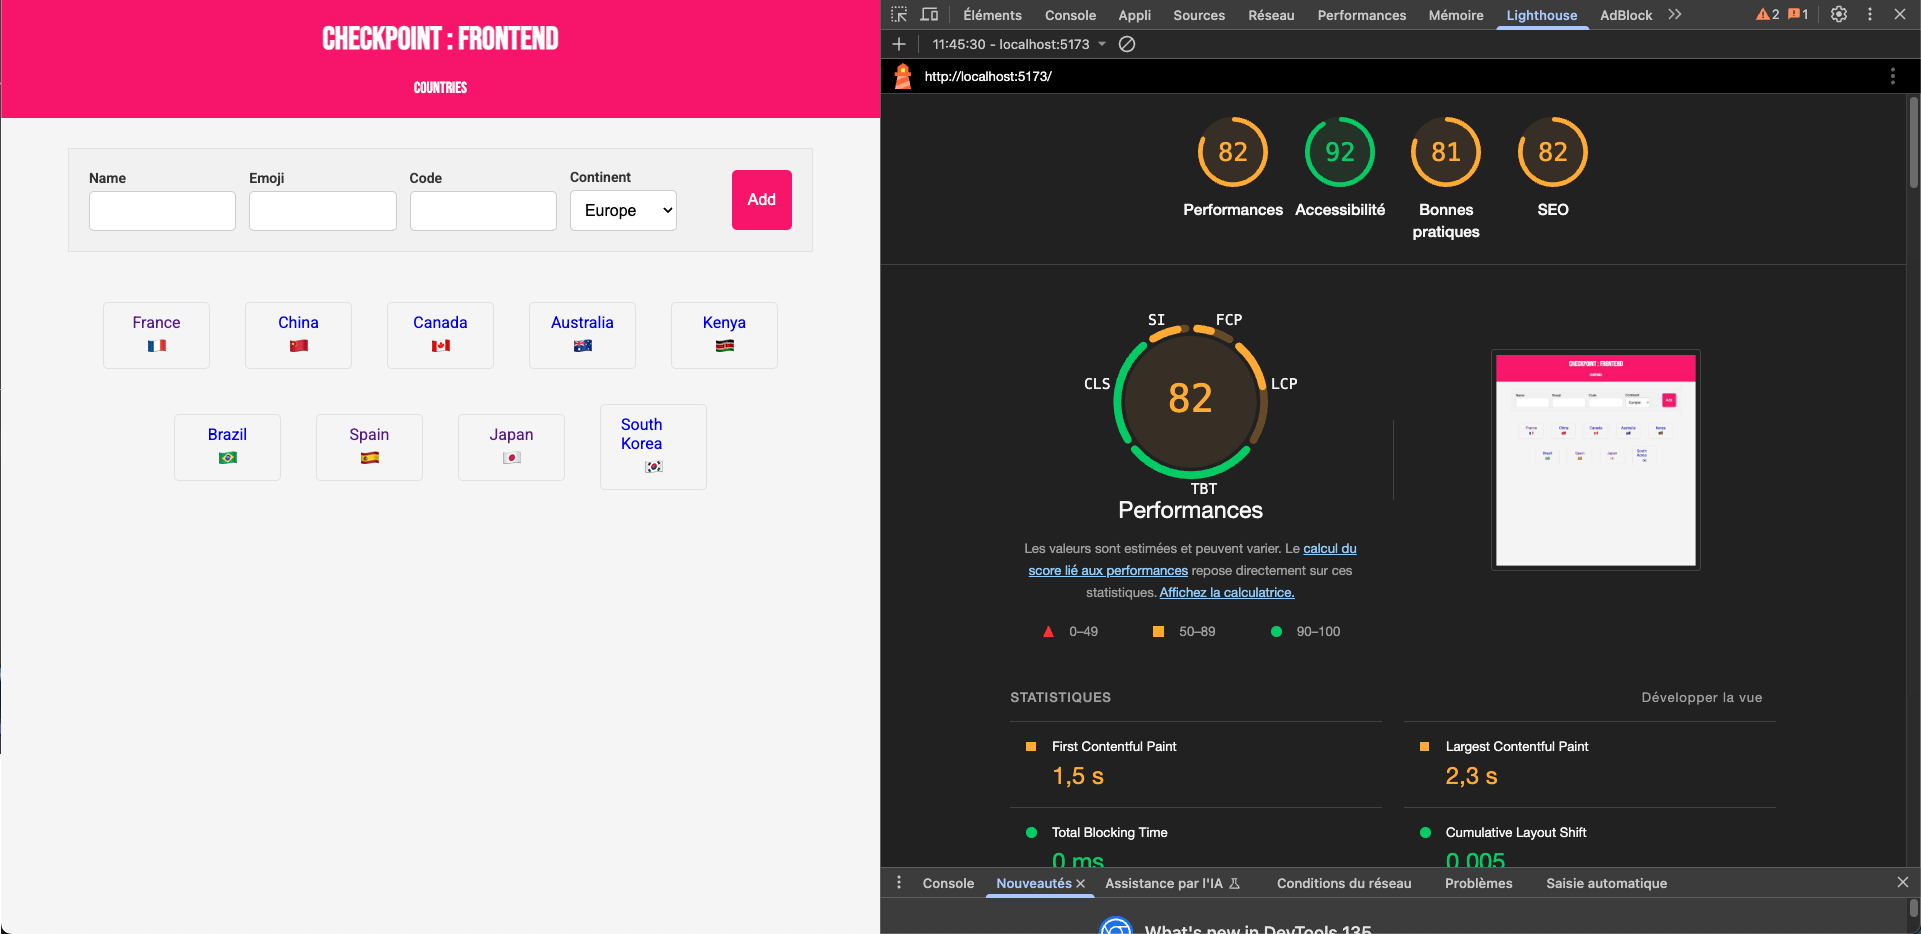 CHECKPOINT : FRONTEND
COUNTRIES
Name
Emoji
Code
Continent
Europe
Add
France
China
Canada
Australia
Kenya
Brazil
Spain
Japan
South
Korea
Éléments
Console
Appli
Sources
Réseau
Performances
Mémoire
Lighthouse
AdBlock
2
1
11:45:30 - localhost:5173
http://localhost:5173/
82
Performances
92
Accessibilité
81
Bonnes
pratiques
82
SEO
SI
FCP
CLS
LCP
82
TBT
Performances
Les valeurs sont estimées et peuvent varier. Le calcul du
score lié aux performances repose directement sur ces
statistiques. Affichez la calculatrice.
0–49
50–89
90–100
CHECKPOINT : FRONTEND
STATISTIQUES
Développer la vue
First Contentful Paint
1,5 s
Largest Contentful Paint
2,3 s
Total Blocking Time
0 ms
Cumulative Layout Shift
0,005
Console
Nouveautés
Assistance par l'IA
Conditions du réseau
Problèmes
Saisie automatique
What's new in DevTools 135